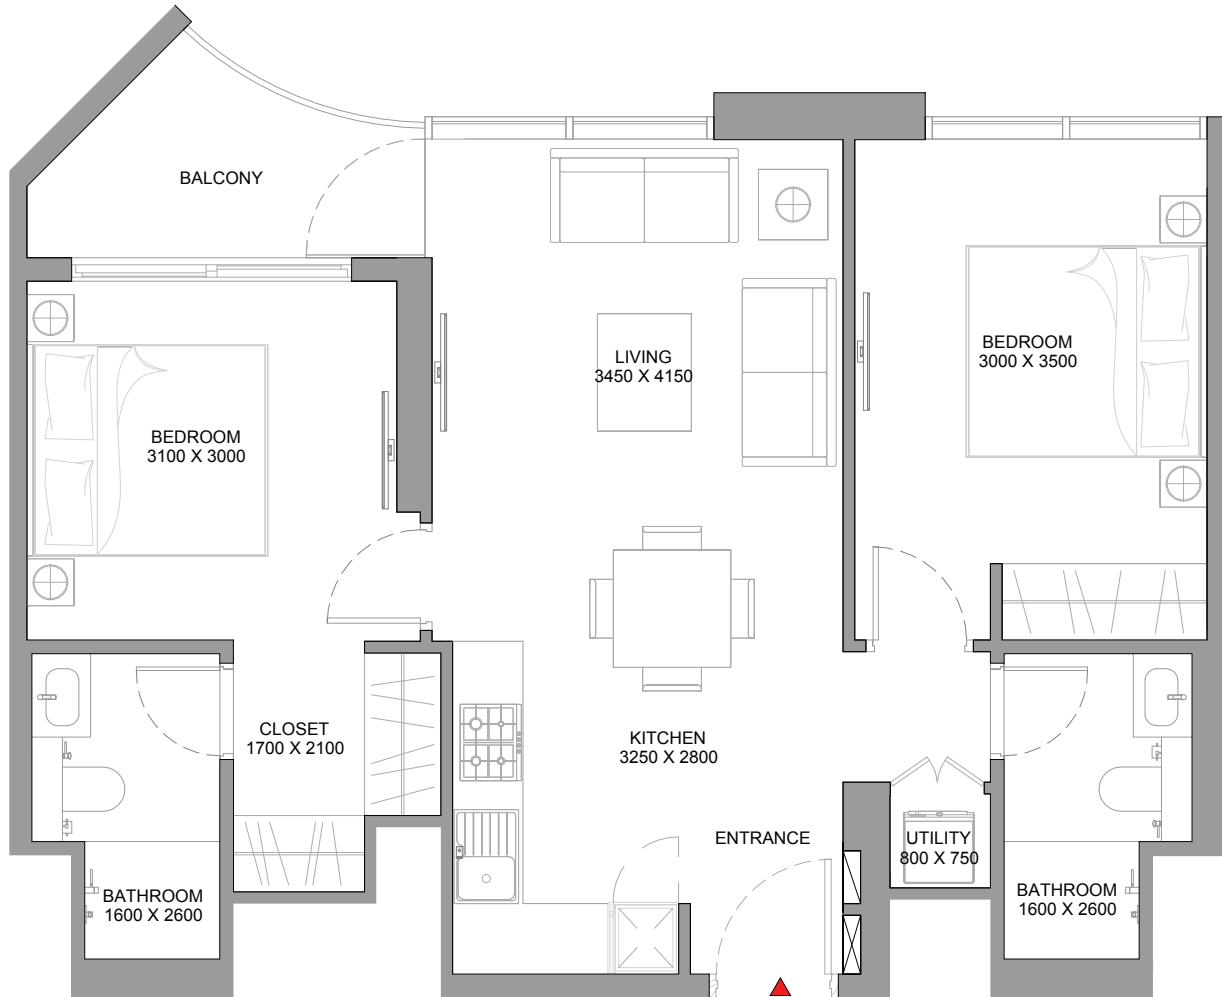 BALCONY
LIVING
3450 X 4150
BEDROOM
3000 X 3500
BEDROOM
3100 X 3000
CLOSET
1700 X 2100
KITCHEN
3250 X 2800
ENTRANCE
UTILITY
800 X 750
BATHROOM
1600 X 2600
BATHROOM
1600 X 2600